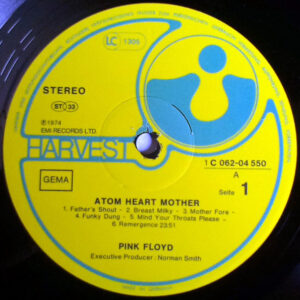 LC 1305
STEREO
ST 33
℗ 1974
EMI RECORDS LTD.
HARVEST
1 C 062-04 550
A
GEMA
Seite 1
ATOM HEART MOTHER
1. Father's Shout · 2. Breast Milky · 3. Mother Fore ·
4. Funky Dung · 5. Mind Your Throats Please ·
6. Remergence 23:51
PINK FLOYD
Executive Producer: Norman Smith